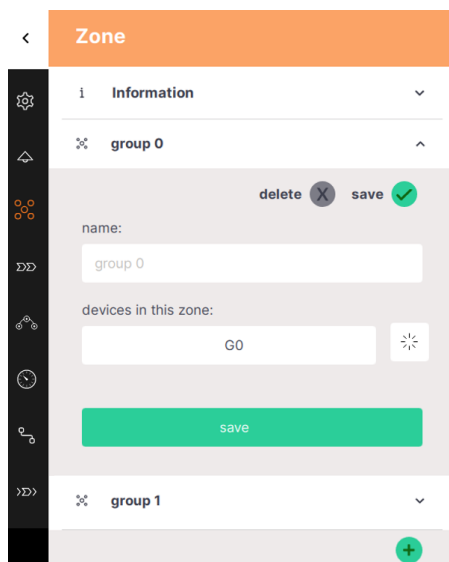 Zone
i Information
group 0
delete X save
name:
group 0
devices in this zone:
G0
save
group 1